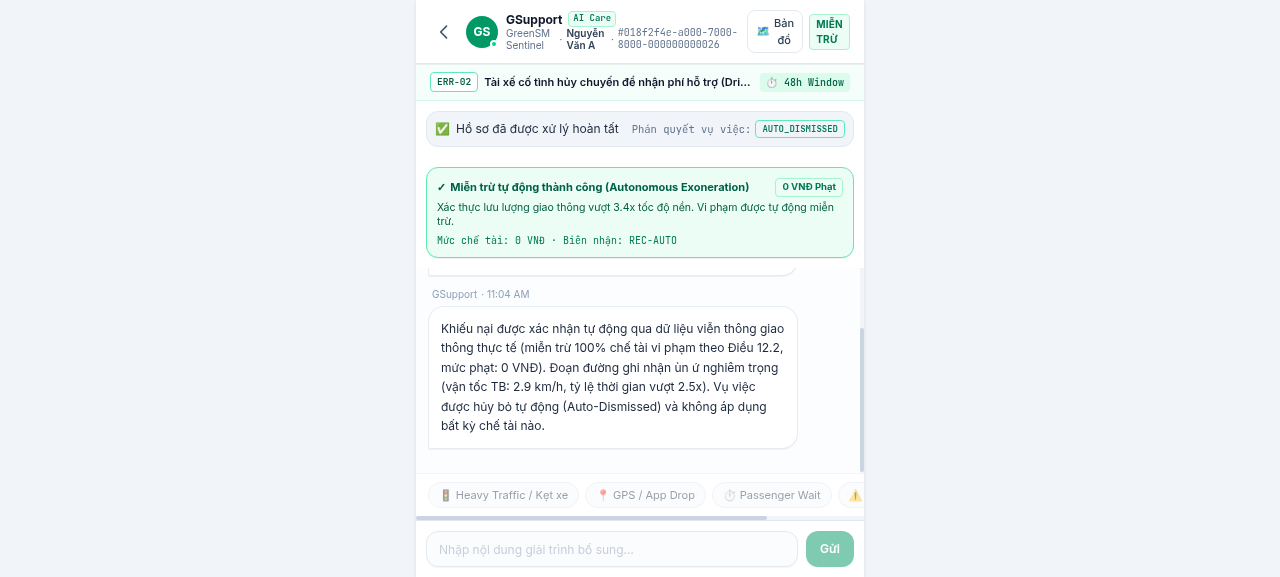 GS
GSupport AI Care
GreenSM Sentinel · Nguyễn Văn A · #018f2f4e-a000-7000-8000-000000000026
Bản đồ
MIỄN TRỪ
ERR-02 Tài xế cố tình hủy chuyến để nhận phí hỗ trợ (Dri... 48h Window
Hồ sơ đã được xử lý hoàn tất Phán quyết vụ việc: AUTO_DISMISSED
✓ Miễn trừ tự động thành công (Autonomous Exoneration) 0 VNĐ Phạt
Xác thực lưu lượng giao thông vượt 3.4x tốc độ nền. Vi phạm được tự động miễn
trừ.
Mức chế tài: 0 VNĐ · Biên nhận: REC-AUTO
GSupport · 11:04 AM
Khiếu nại được xác nhận tự động qua dữ liệu viễn thông giao
thông thực tế (miễn trừ 100% chế tài vi phạm theo Điều 12.2,
mức phạt: 0 VNĐ). Đoạn đường ghi nhận ùn ứ nghiêm trọng
(vận tốc TB: 2.9 km/h, tỷ lệ thời gian vượt 2.5x). Vụ việc
được hủy bỏ tự động (Auto-Dismissed) và không áp dụng
bất kỳ chế tài nào.
Heavy Traffic / Kẹt xe GPS / App Drop Passenger Wait
Nhập nội dung giải trình bổ sung... Gửi